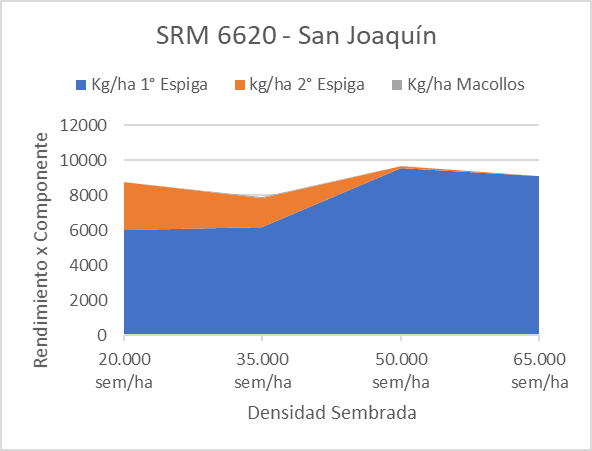 SRM 6620 - San Joaquín
Kg/ha 1° Espiga kg/ha 2° Espiga Kg/ha Macollos
Rendimiento x Componente
12000
10000
8000
6000
4000
2000
0
20.000 35.000 50.000 65.000
sem/ha sem/ha sem/ha sem/ha
Densidad Sembrada